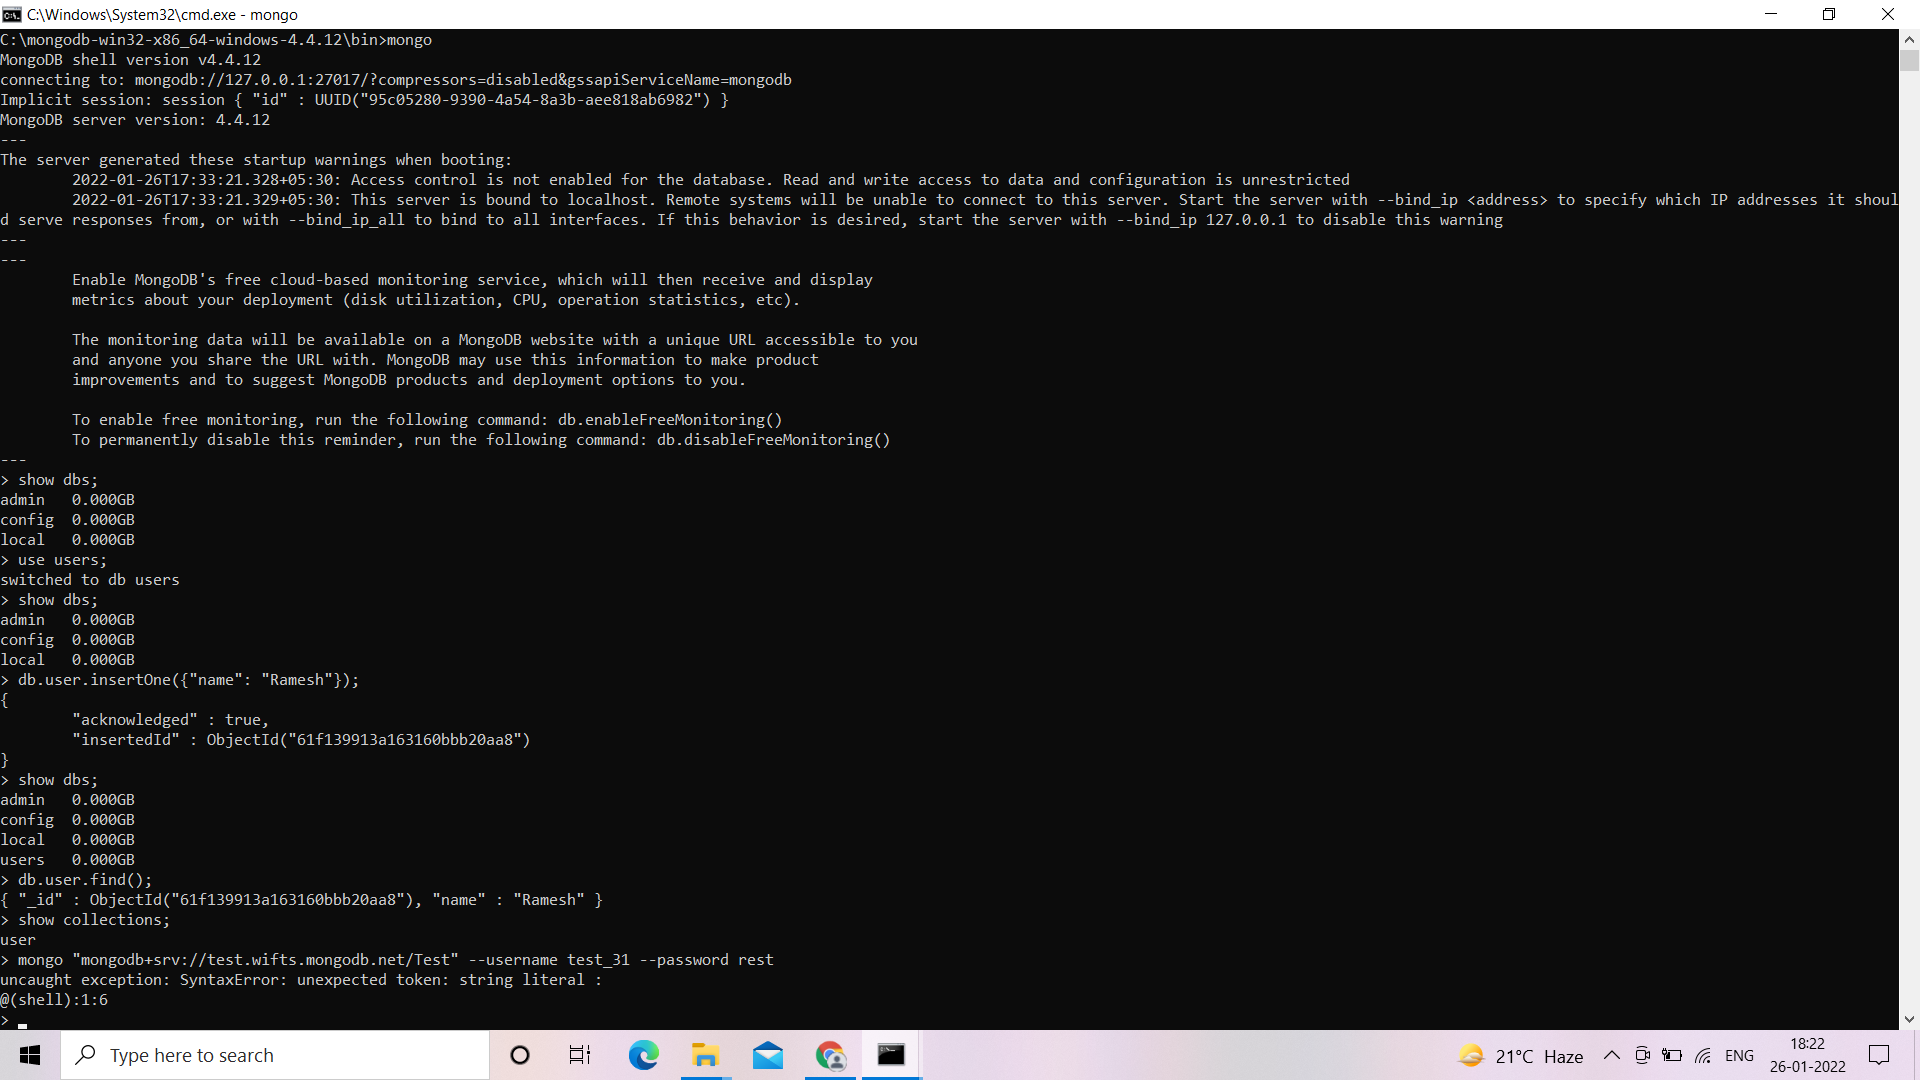 C:\Windows\System32\cmd.exe - mongo
C:\mongodb-win32-x86_64-windows-4.4.12\bin>mongo
MongoDB shell version v4.4.12
connecting to: mongodb://127.0.0.1:27017/?compressors=disabled&gssapiServiceName=mongodb
Implicit session: session { "id" : UUID("95c05280-9390-4a54-8a3b-aee818ab6982") }
MongoDB server version: 4.4.12
---
The server generated these startup warnings when booting:
        2022-01-26T17:33:21.328+05:30: Access control is not enabled for the database. Read and write access to data and configuration is unrestricted
        2022-01-26T17:33:21.329+05:30: This server is bound to localhost. Remote systems will be unable to connect to this server. Start the server with --bind_ip <address> to specify which IP addresses it shoul
d serve responses from, or with --bind_ip_all to bind to all interfaces. If this behavior is desired, start the server with --bind_ip 127.0.0.1 to disable this warning
---
---
        Enable MongoDB's free cloud-based monitoring service, which will then receive and display
        metrics about your deployment (disk utilization, CPU, operation statistics, etc).

        The monitoring data will be available on a MongoDB website with a unique URL accessible to you
        and anyone you share the URL with. MongoDB may use this information to make product
        improvements and to suggest MongoDB products and deployment options to you.

        To enable free monitoring, run the following command: db.enableFreeMonitoring()
        To permanently disable this reminder, run the following command: db.disableFreeMonitoring()
---
> show dbs;
admin   0.000GB
config  0.000GB
local   0.000GB
> use users;
switched to db users
> show dbs;
admin   0.000GB
config  0.000GB
local   0.000GB
> db.user.insertOne({"name": "Ramesh"});
{
        "acknowledged" : true,
        "insertedId" : ObjectId("61f139913a163160bbb20aa8")
}
> show dbs;
admin   0.000GB
config  0.000GB
local   0.000GB
users   0.000GB
> db.user.find();
{ "_id" : ObjectId("61f139913a163160bbb20aa8"), "name" : "Ramesh" }
> show collections;
user
> mongo "mongodb+srv://test.wifts.mongodb.net/Test" --username test_31 --password rest
uncaught exception: SyntaxError: unexpected token: string literal :
@(shell):1:6
>
Type here to search
21°C Haze
ENG
18:22
26-01-2022